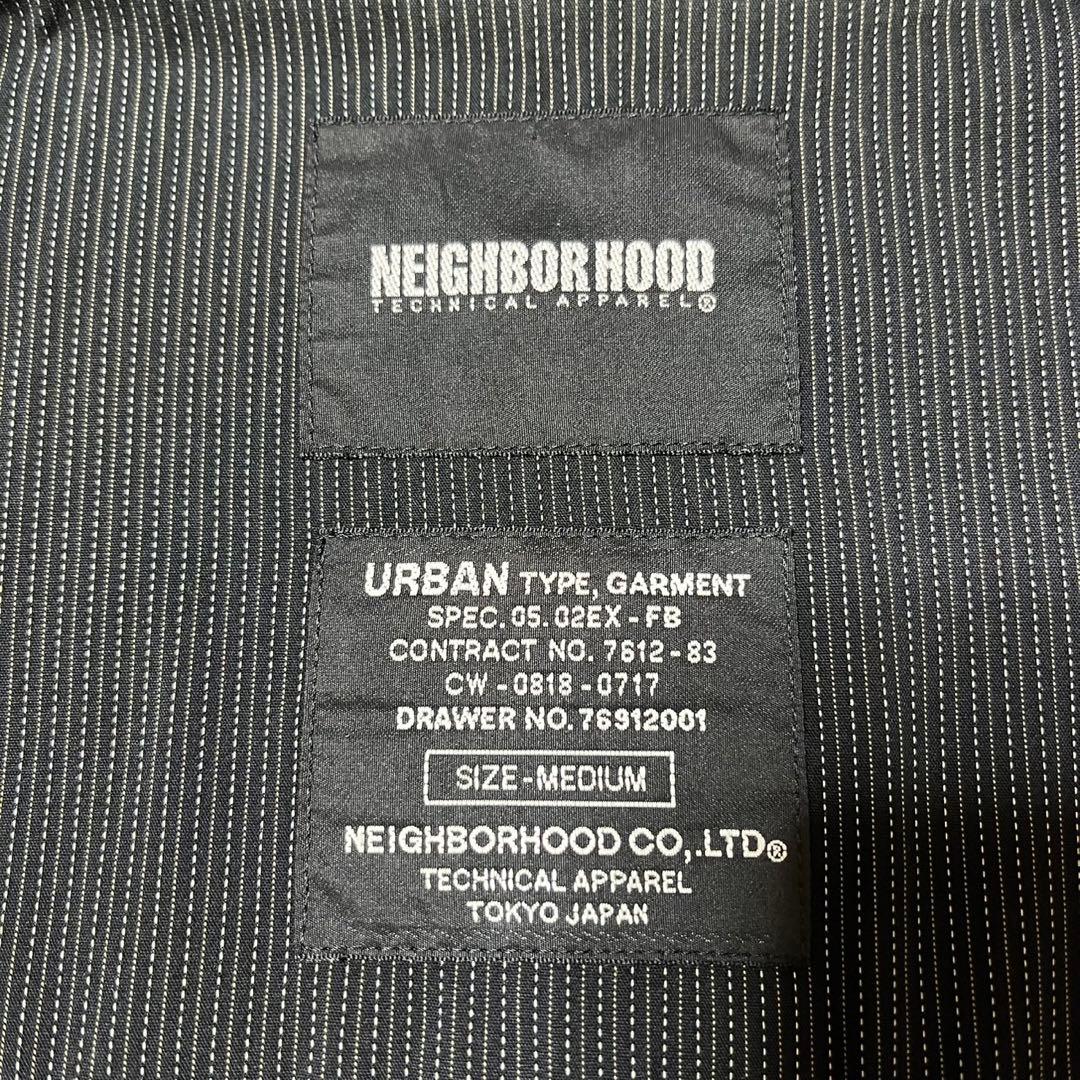 NEIGHBORHOOD
TECHNICAL APPAREL®
URBAN TYPE, GARMENT
SPEC.05.02EX-FB
CONTRACT NO. 7612-83
CW-0818-0717
DRAWER NO.76912001
SIZE-MEDIUM
NEIGHBORHOOD CO,.LTD®
TECHNICAL APPAREL
TOKYO JAPAN